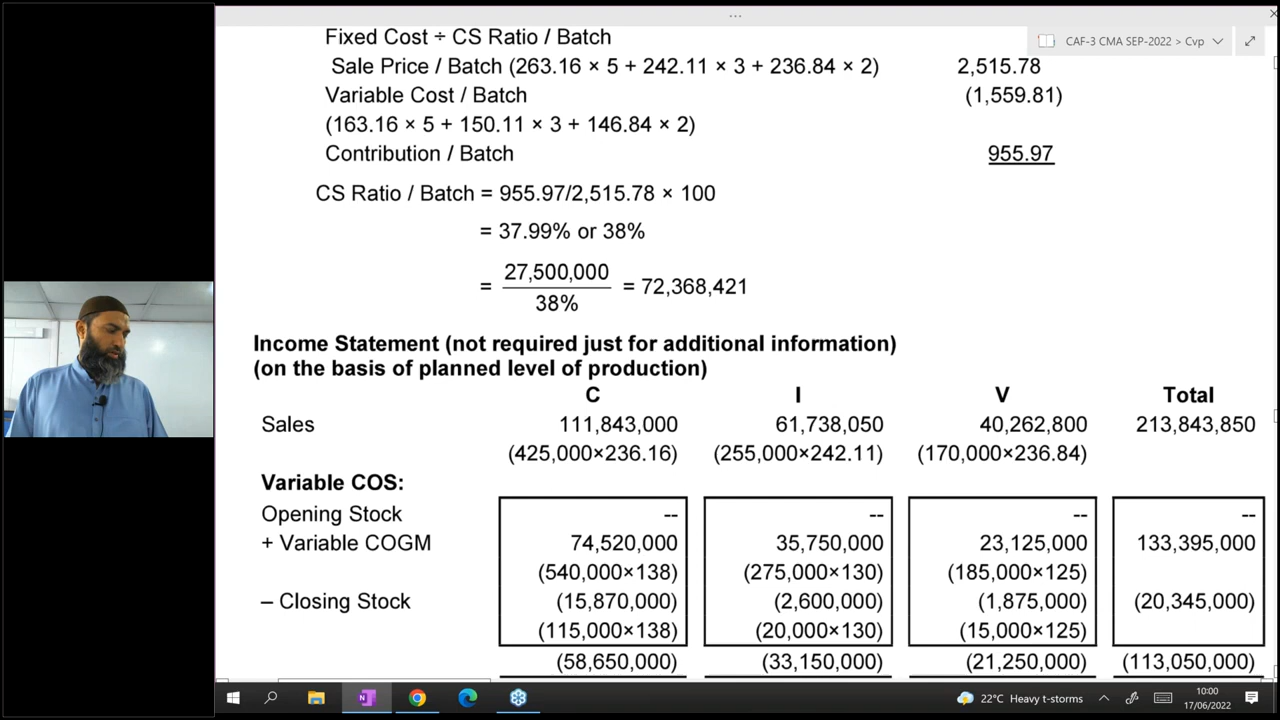 CAF-3 CMA SEP-2022 > Cvp
Fixed Cost ÷ CS Ratio / Batch
Sale Price / Batch (263.16 × 5 + 242.11 × 3 + 236.84 × 2) 2,515.78
Variable Cost / Batch (1,559.81)
(163.16 × 5 + 150.11 × 3 + 146.84 × 2)
Contribution / Batch 955.97
CS Ratio / Batch = 955.97/2,515.78 × 100
= 37.99% or 38%
= 27,500,000 / 38% = 72,368,421
Income Statement (not required just for additional information)
(on the basis of planned level of production)
C I V Total
Sales 111,843,000 61,738,050 40,262,800 213,843,850
(425,000×236.16) (255,000×242.11) (170,000×236.84)
Variable COS:
Opening Stock -- -- -- --
+ Variable COGM 74,520,000 35,750,000 23,125,000 133,395,000
(540,000×138) (275,000×130) (185,000×125)
– Closing Stock (15,870,000) (2,600,000) (1,875,000) (20,345,000)
(115,000×138) (20,000×130) (15,000×125)
(58,650,000) (33,150,000) (21,250,000) (113,050,000)
22°C Heavy t-storms
10:00
17/06/2022